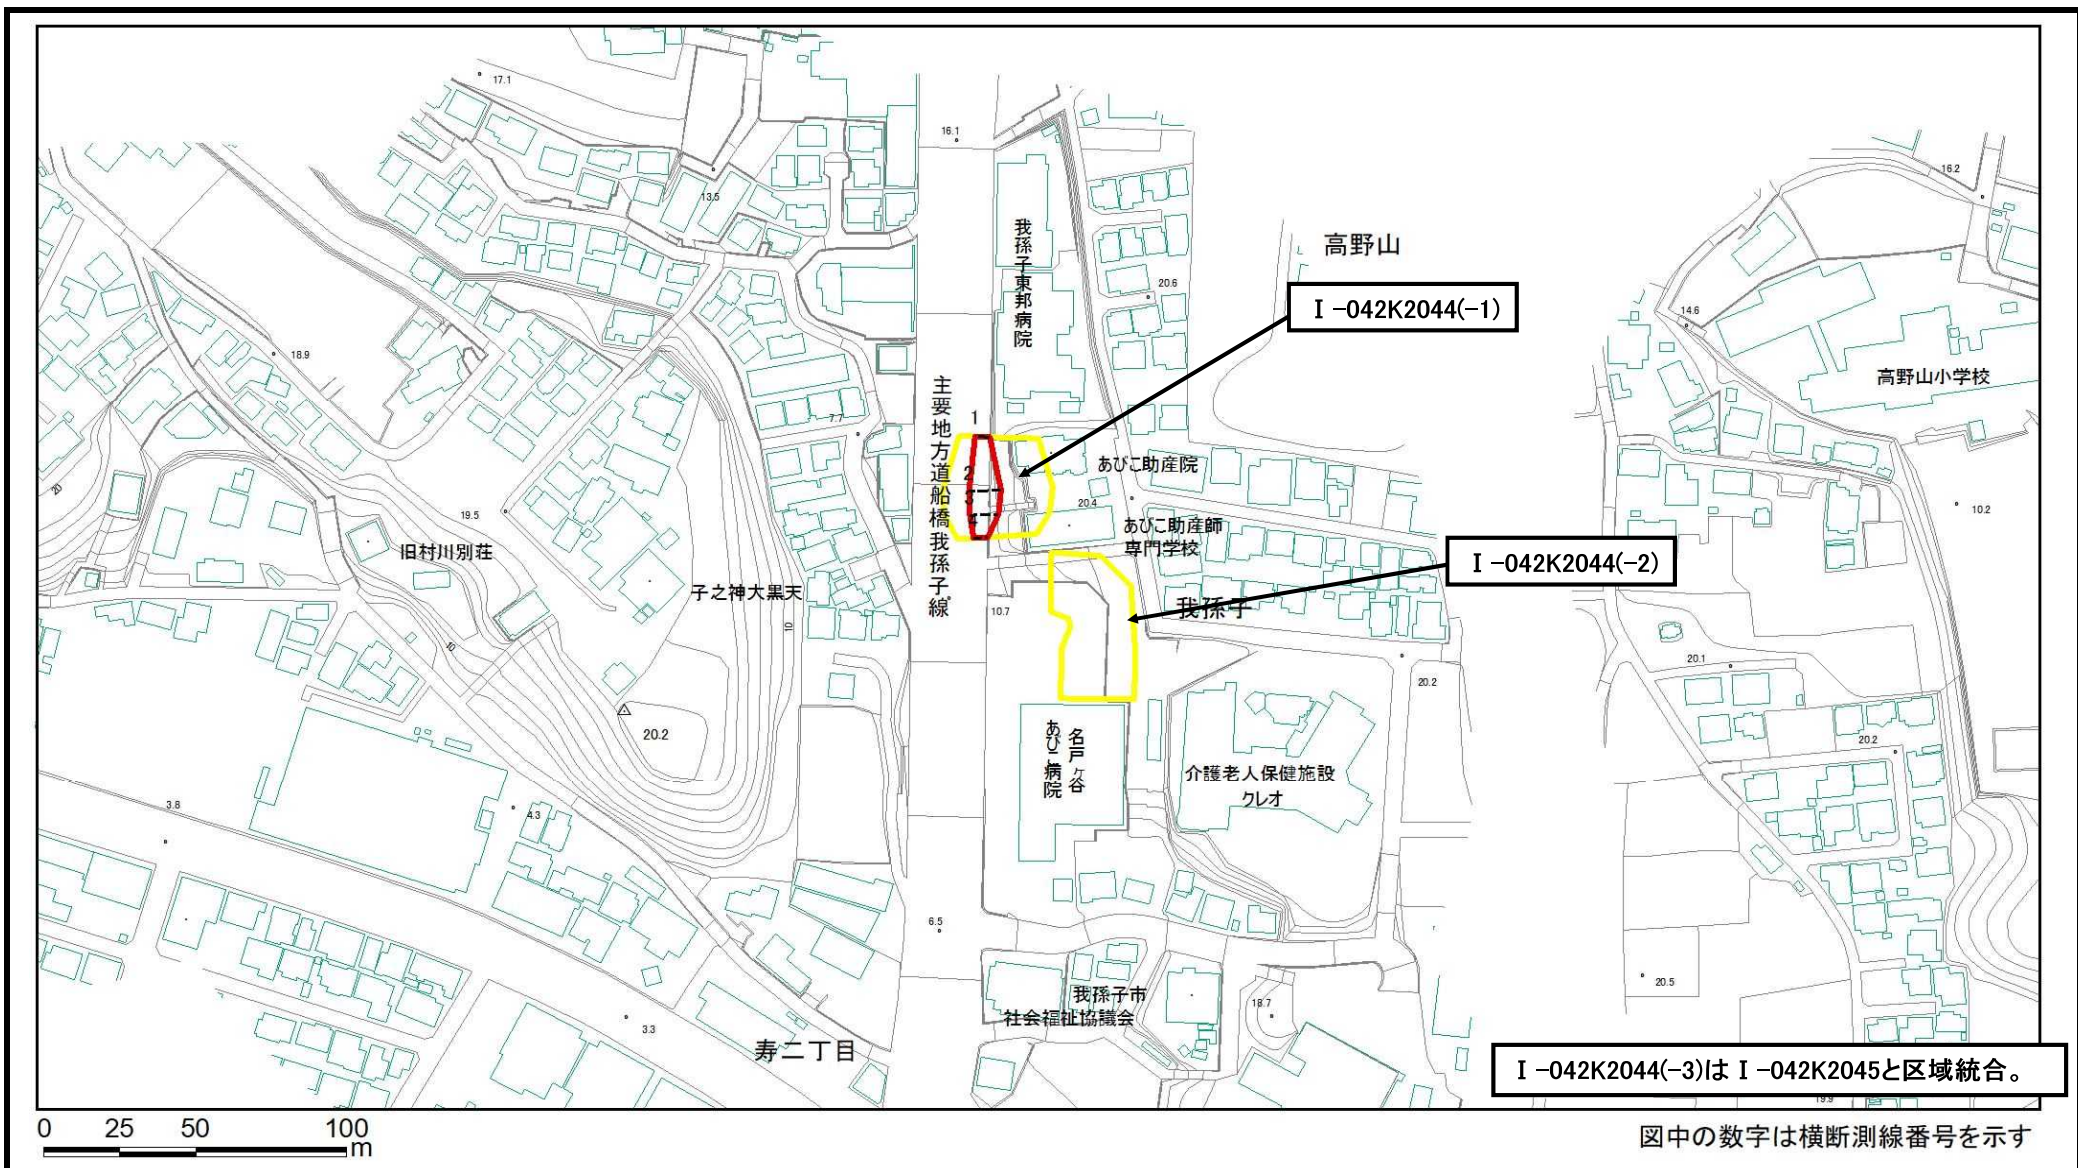 17.1
16.1
16.2
13.5
我孫子東邦病院
高野山
20.6
Ⅰ-042K2044(-1)
14.6
18.9
高野山小学校
主要地方道船橋我孫子線
1
7.7
2
あびこ助産院
3
20
20.4
10.2
19.5
4
あびこ助産師
専門学校
旧村川別荘
Ⅰ-042K2044(-2)
子之神大黒天
10.7
我孫子
10
10
20.1
20.2
20.2
名戸ヶ谷
あびこ病院
20.2
介護老人保健施設
クレオ
3.8
4.3
6.5
20.5
我孫子市
社会福祉協議会
18.7
3.3
寿二丁目
Ⅰ-042K2044(-3)はⅠ-042K2045と区域統合。
19.9
0 25 50 100
m
図中の数字は横断測線番号を示す